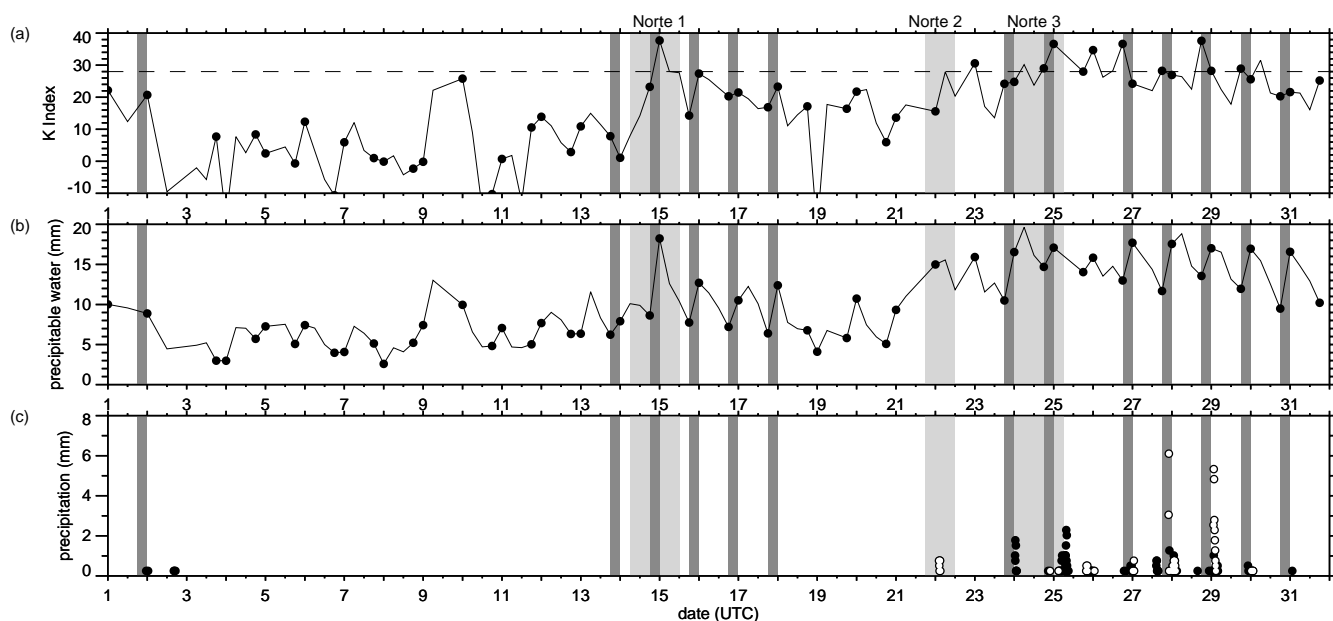 Norte 1 Norte 2 Norte 3
(a)
40
30
20
10
0
-10
K Index
1 3 5 7 9 11 13 15 17 19 21 23 25 27 29 31
(b)
20
15
10
5
0
precipitable water (mm)
1 3 5 7 9 11 13 15 17 19 21 23 25 27 29 31
(c)
8
6
4
2
0
precipitation (mm)
1 3 5 7 9 11 13 15 17 19 21 23 25 27 29 31
date (UTC)